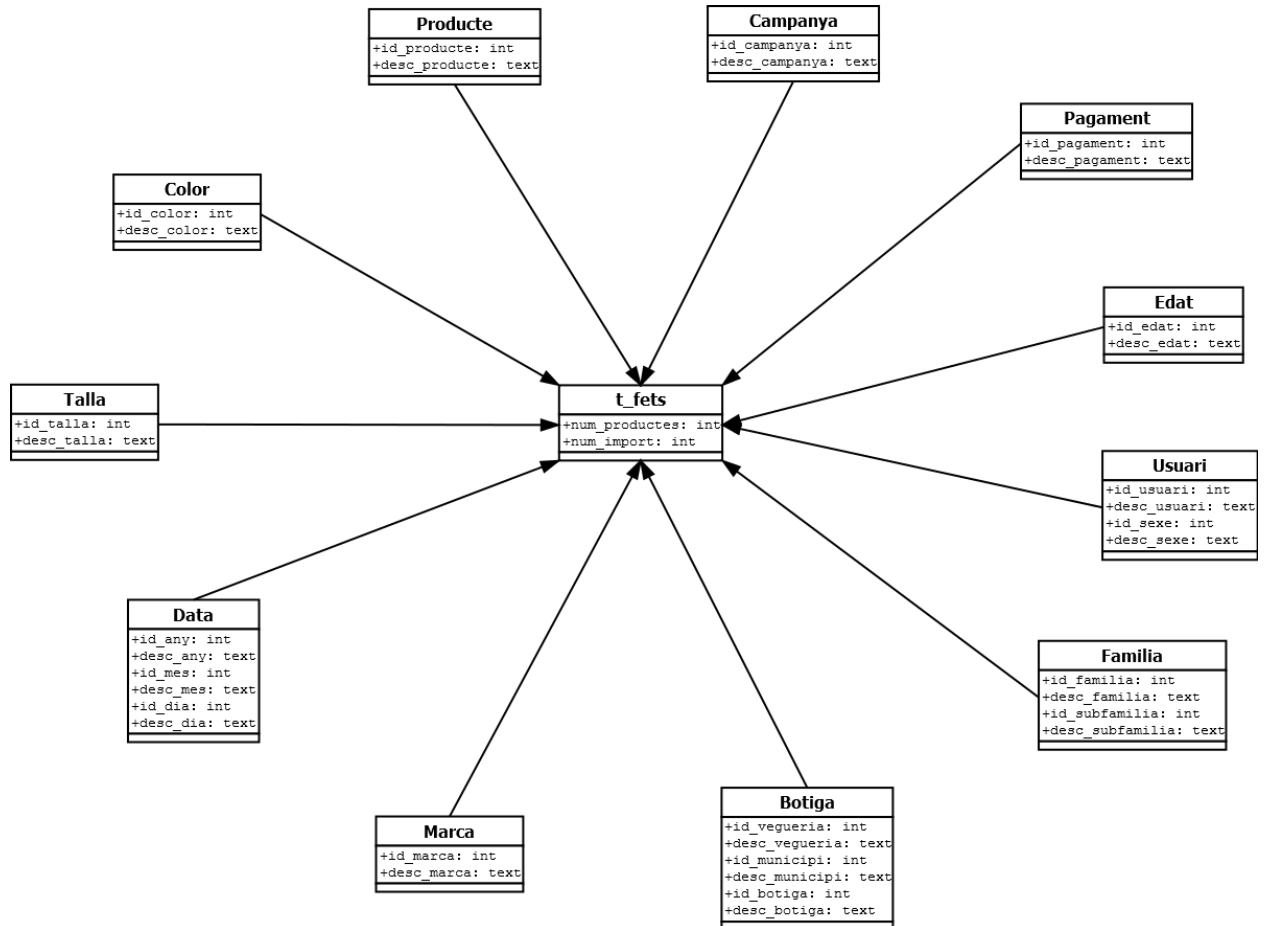 Producte
+id_producte: int
+desc_producte: text
Campanya
+id_campanya: int
+desc_campanya: text
Pagament
+id_pagament: int
+desc_pagament: text
Color
+id_color: int
+desc_color: text
Edat
+id_edat: int
+desc_edat: text
Talla
+id_talla: int
+desc_talla: text
t_fets
+num_productes: int
+num_import: int
Usuari
+id_usuari: int
+desc_usuari: text
+id_sexe: int
+desc_sexe: text
Data
+id_any: int
+desc_any: text
+id_mes: int
+desc_mes: text
+id_dia: int
+desc_dia: text
Familia
+id_familia: int
+desc_familia: text
+id_subfamilia: int
+desc_subfamilia: text
Marca
+id_marca: int
+desc_marca: text
Botiga
+id_vegueria: int
+desc_vegueria: text
+id_municipi: int
+desc_municipi: text
+id_botiga: int
+desc_botiga: text